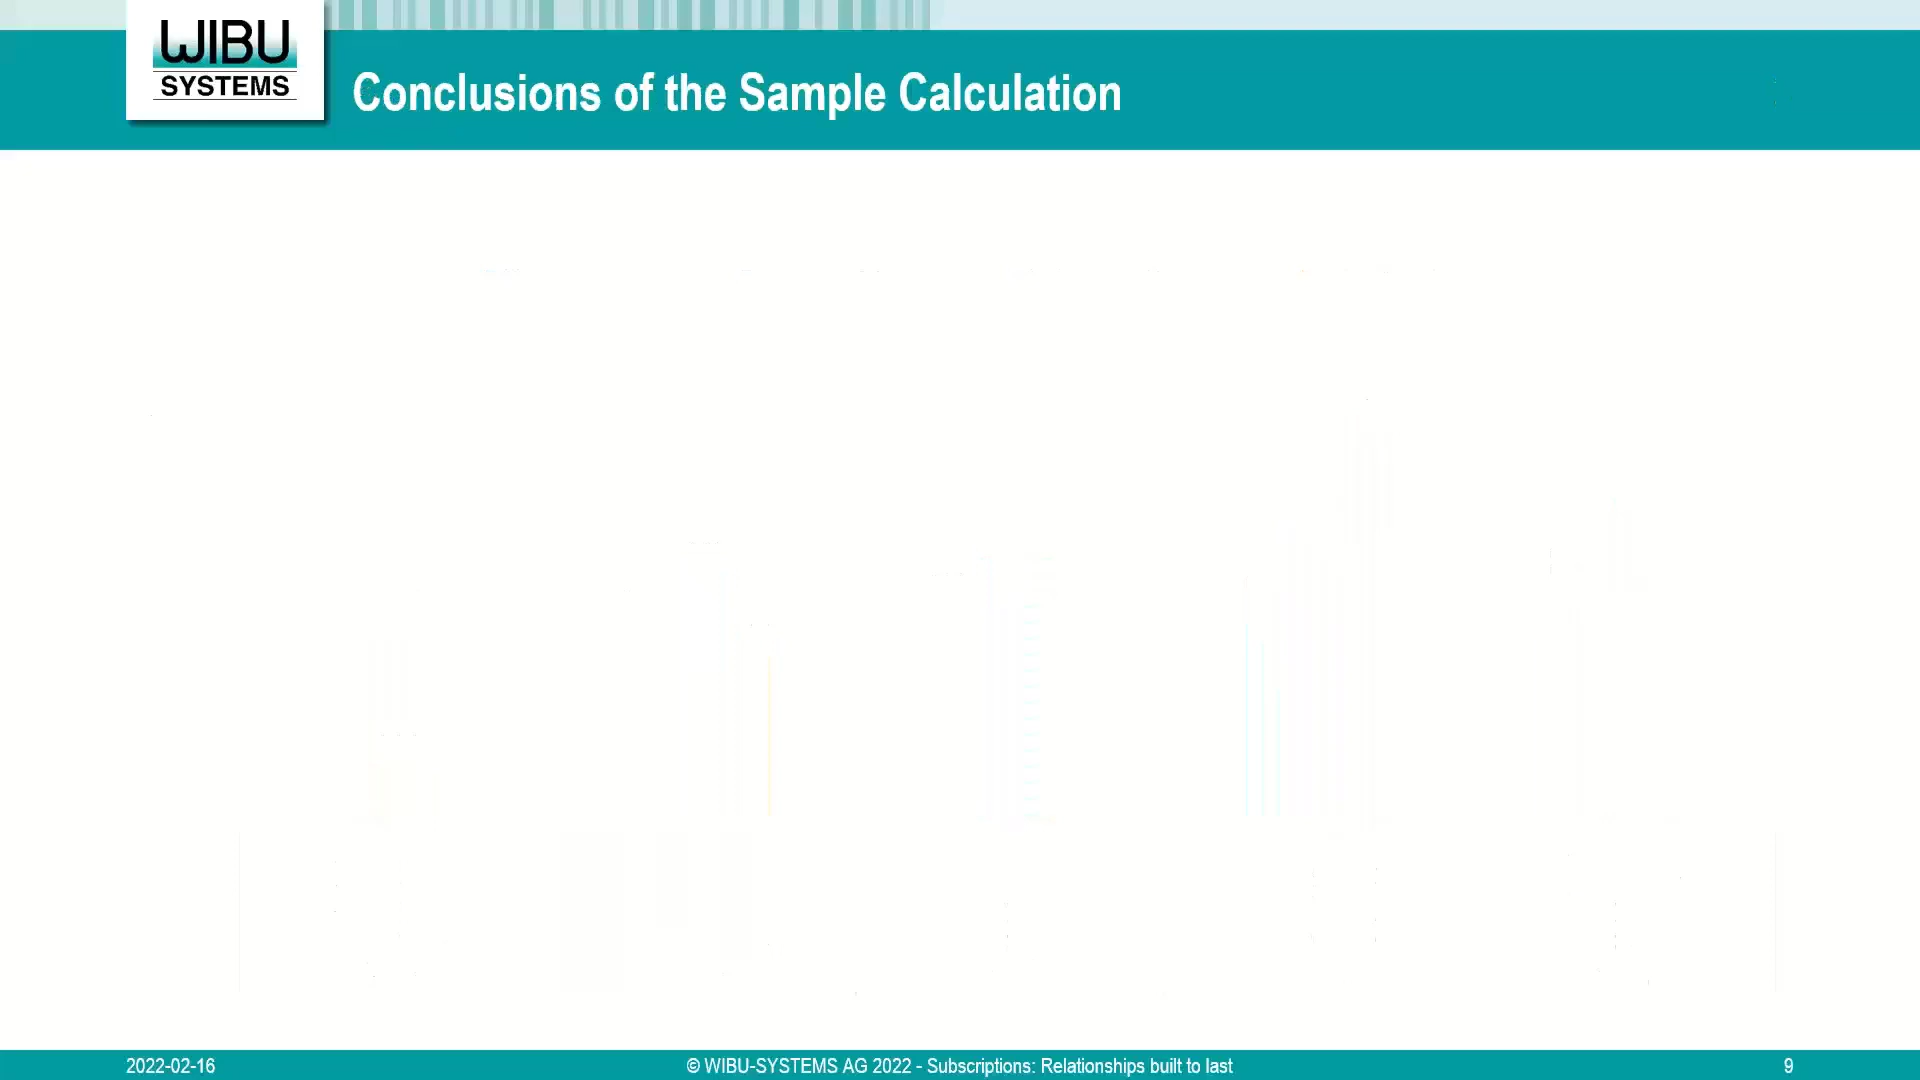 WIBU
SYSTEMS
Conclusions of the Sample Calculation
2022-02-16
© WIBU-SYSTEMS AG 2022 - Subscriptions: Relationships built to last
9